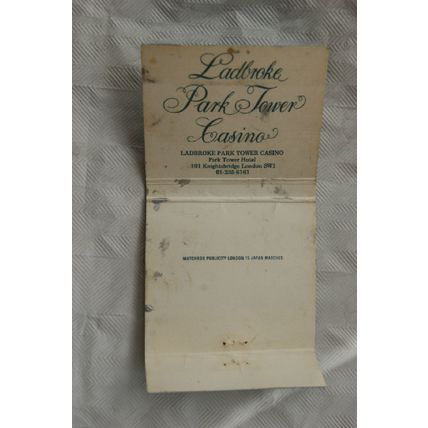 Ladbroke
Park Tower
Casino
LADBROKE PARK TOWER CASINO
Park Tower Hotel
101 Knightsbridge London SW1
01-235 6161
MATCHBOX PUBLICITY LONDON 15 JAPAN MATCHES